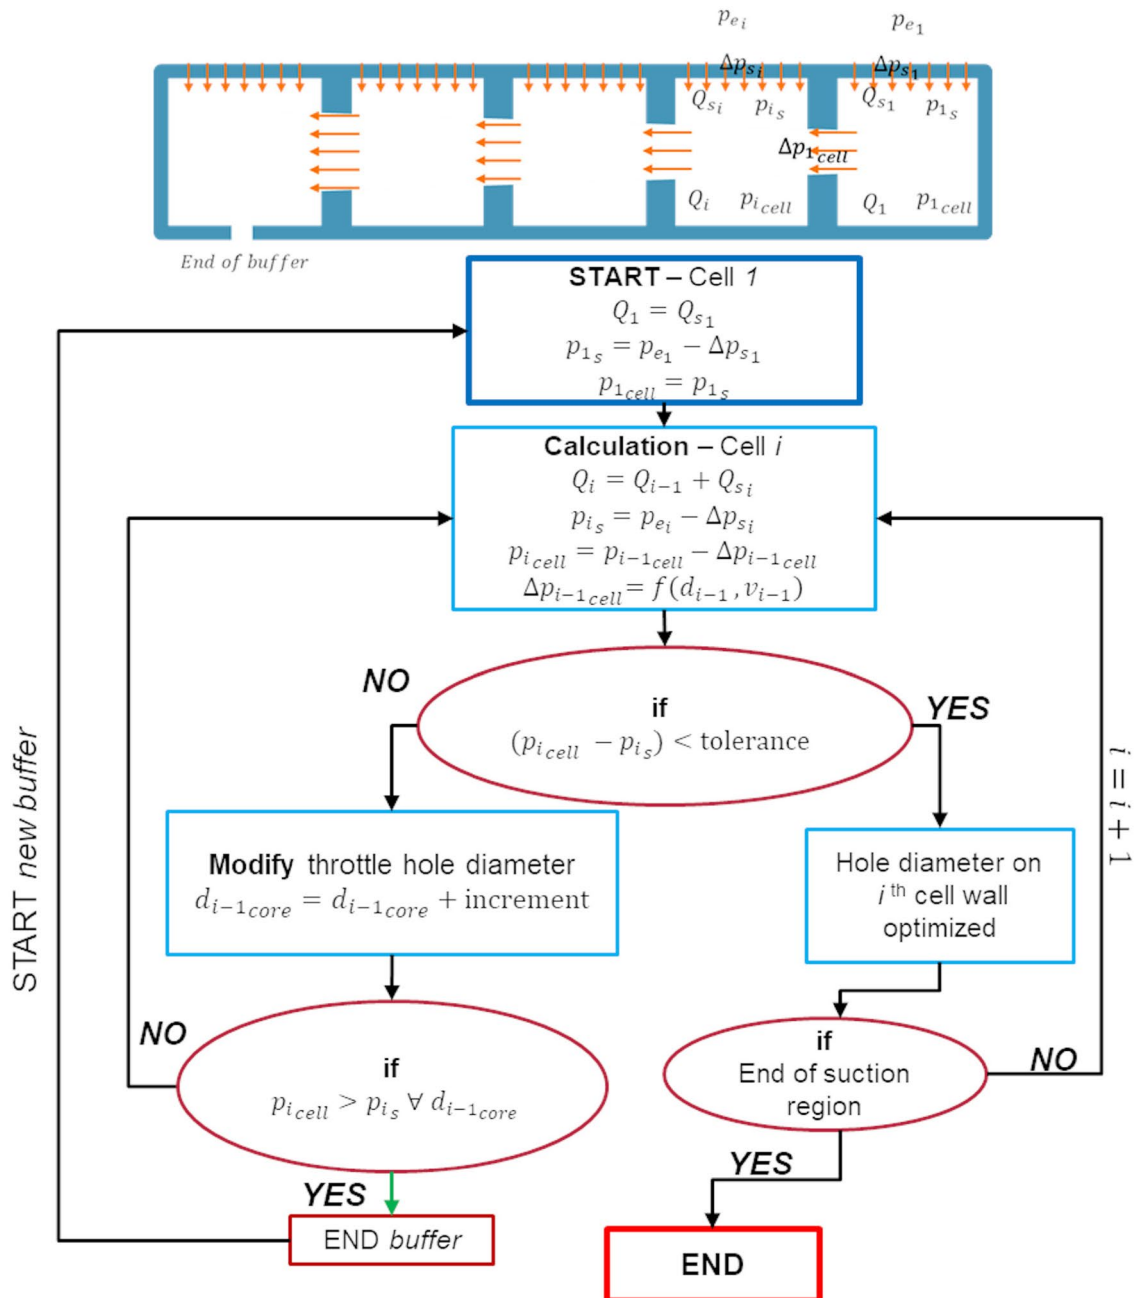 p_{e_i} p_{e_1}
Δp_{s_i} Δp_{s_1}
Q_{s_i} p_{i_s} Q_{s_1} p_{1_s}
Δp_{1_{cell}}
Q_i p_{i_{cell}} Q_1 p_{1_{cell}}
End of buffer
START – Cell 1
Q_1 = Q_{s_1}
p_{1_s} = p_{e_1} − Δp_{s_1}
p_{1_{cell}} = p_{1_s}
Calculation – Cell i
Q_i = Q_{i−1} + Q_{s_i}
p_{i_s} = p_{e_i} − Δp_{s_i}
p_{i_{cell}} = p_{i−1_{cell}} − Δp_{i−1_{cell}}
Δp_{i−1_{cell}} = f(d_{i−1}, v_{i−1})
NO
YES
if
(p_{i_{cell}} − p_{i_s}) < tolerance
Modify throttle hole diameter
d_{i−1_{core}} = d_{i−1_{core}} + increment
Hole diameter on
i^{th} cell wall
optimized
i = i + 1
START new buffer
NO
if
p_{i_{cell}} > p_{i_s} ∀ d_{i−1_{core}}
if
End of suction
region
NO
YES
YES
END buffer
END